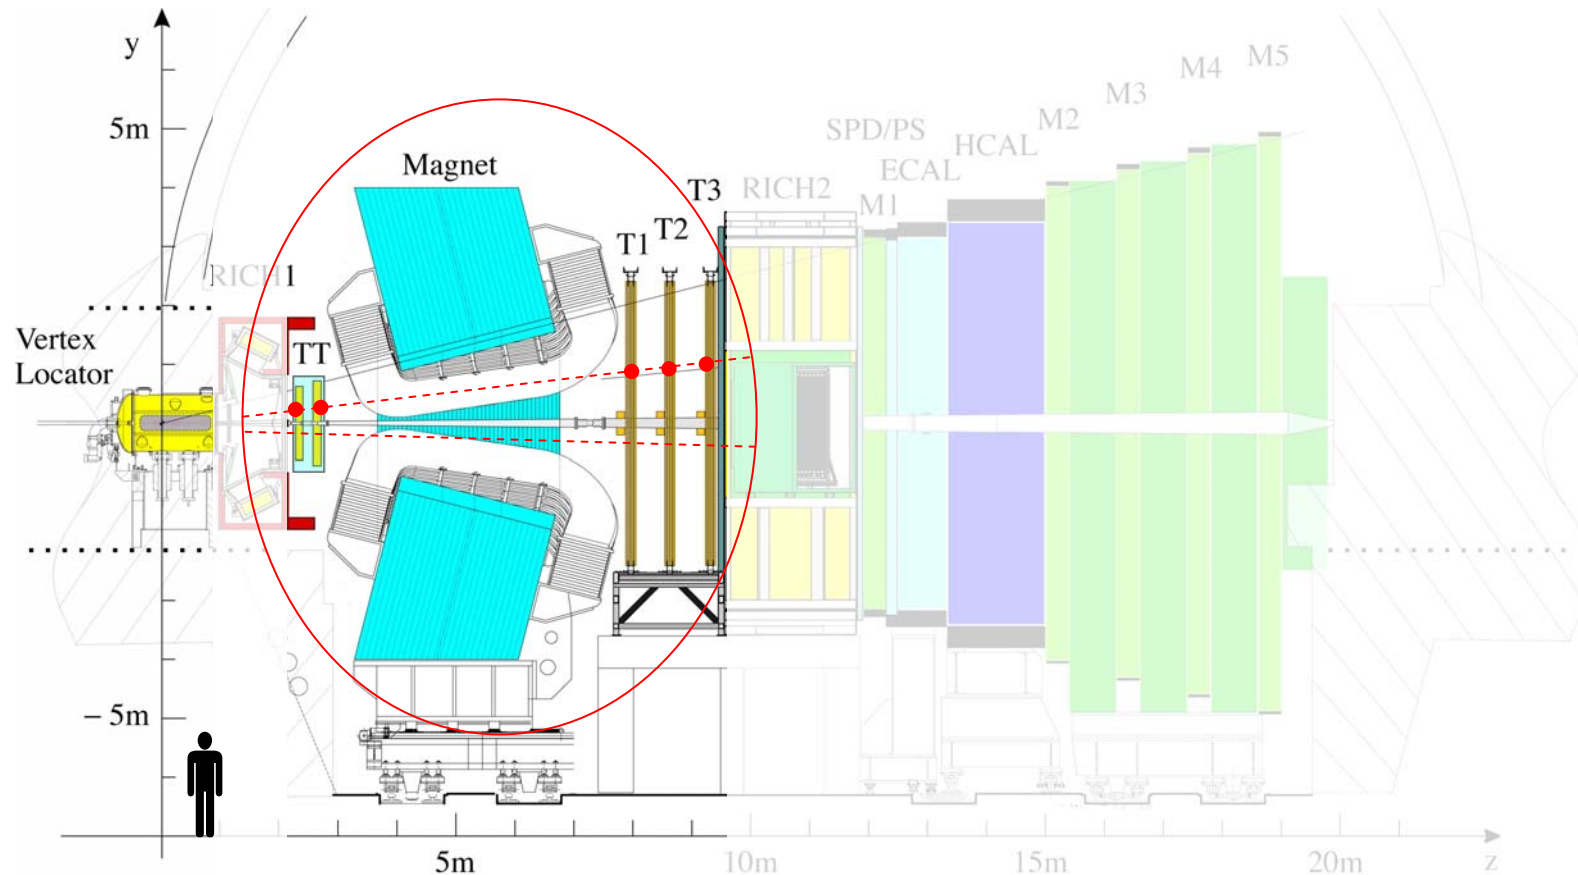 y
5m
Magnet
SPD/PS
ECAL
HCAL
M1
M2
M3
M4
M5
RICH2
T3
T2
T1
RICH1
TT
Vertex
Locator
− 5m
5m
10m
15m
20m
z